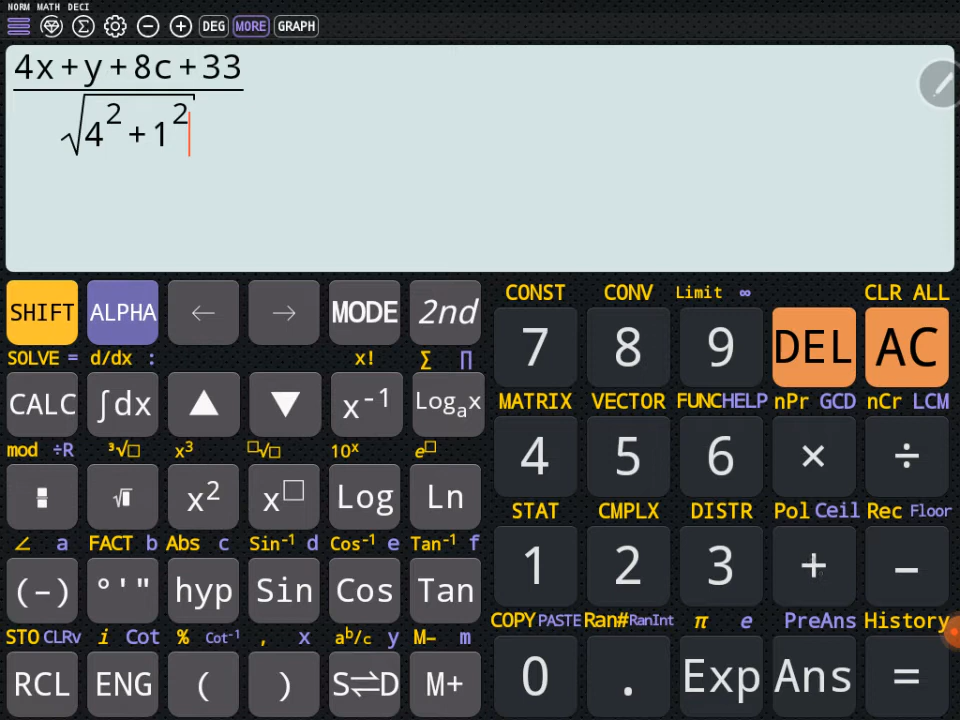 NORM MATH DECI
DEG MORE GRAPH
4x+y+8c+33
√4²+1²
SHIFT ALPHA ← → MODE 2nd
CONST CONV Limit ∞ CLR ALL
7 8 9 DEL AC
SOLVE = d/dx : x! ∑ ∏
CALC ∫dx ▲ ▼ x⁻¹ Logₐx
MATRIX VECTOR FUNC HELP nPr GCD nCr LCM
4 5 6 × ÷
mod ÷R ³√□ x³ □√□ 10ˣ e□
√ x² x□ Log Ln
STAT CMPLX DISTR Pol Ceil Rec Floor
1 2 3 + −
∠ a FACT b Abs c Sin⁻¹ d Cos⁻¹ e Tan⁻¹ f
(−) °'" hyp Sin Cos Tan
COPY PASTE Ran# RanInt π e PreAns History
0 . Exp Ans =
STO CLRv i Cot % Cot⁻¹ , x aᵇ/c y M− m
RCL ENG ( ) S⇌D M+